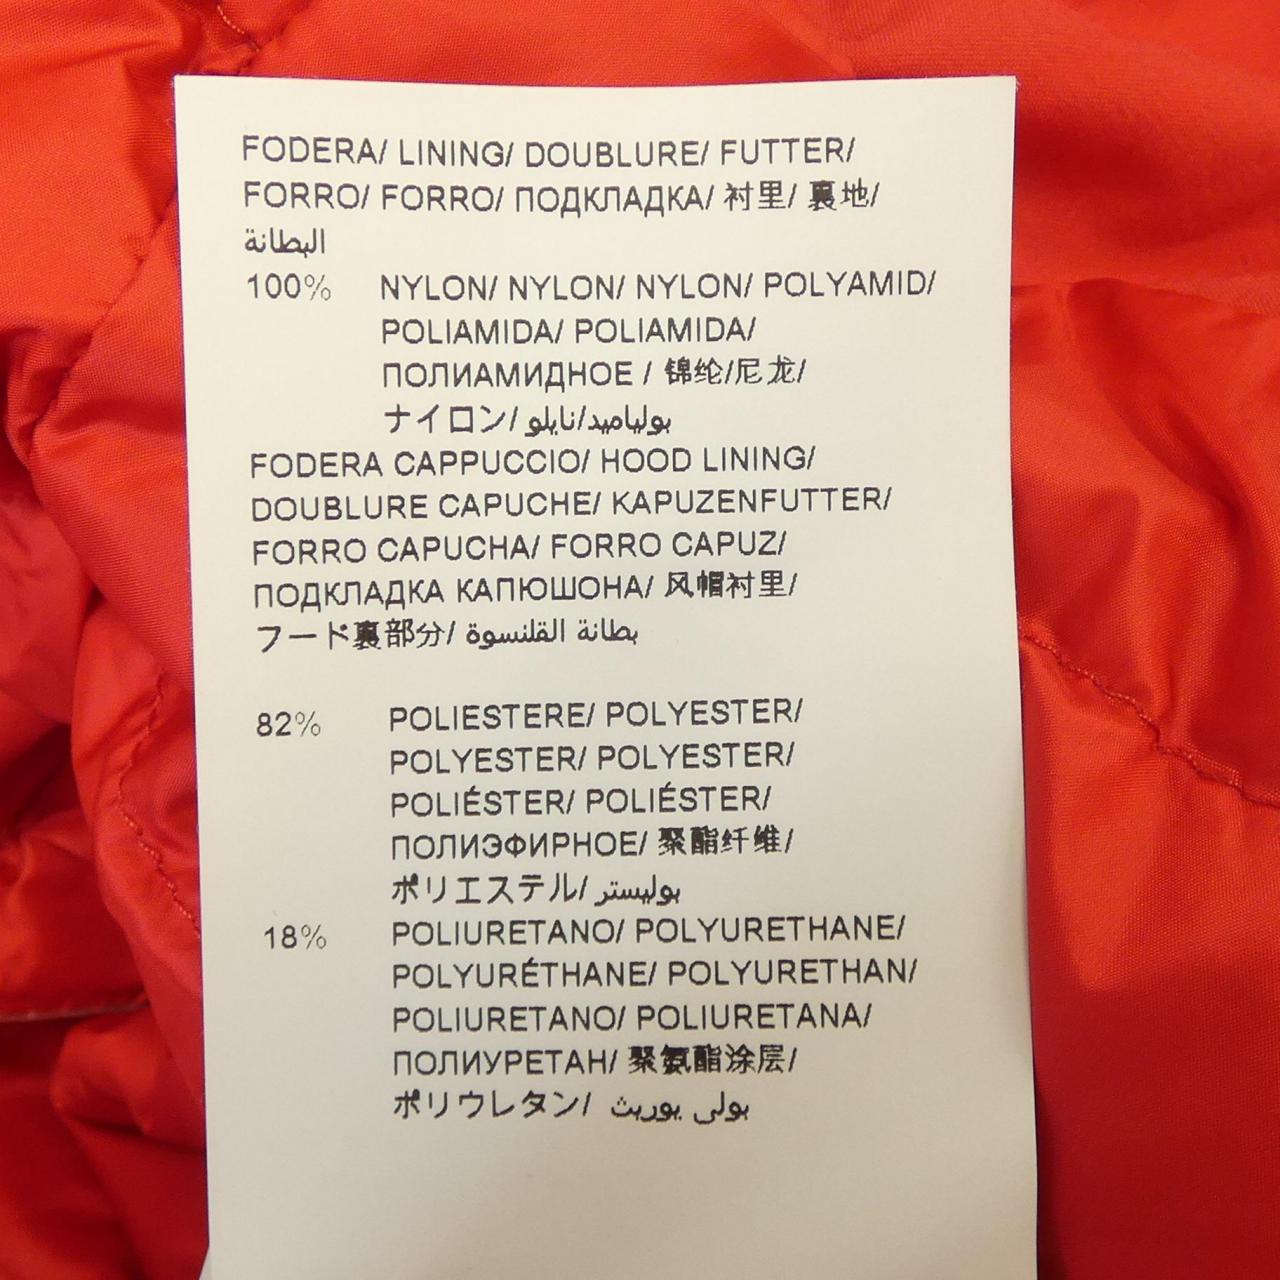 FODERA/ LINING/ DOUBLURE/ FUTTER/
FORRO/ FORRO/ ПОДКЛАДКА/ 衬里/ 裏地/
البطانة
100% NYLON/ NYLON/ NYLON/ POLYAMID/
POLIAMIDA/ POLIAMIDA/
ПОЛИАМИДНОЕ / 锦纶/尼龙/
ナイロン/ بولياميد/نايلو
FODERA CAPPUCCIO/ HOOD LINING/
DOUBLURE CAPUCHE/ KAPUZENFUTTER/
FORRO CAPUCHA/ FORRO CAPUZ/
ПОДКЛАДКА КАПЮШОНА/ 风帽衬里/
フード裏部分/ بطانة القلنسوة
82% POLIESTERE/ POLYESTER/
POLYESTER/ POLYESTER/
POLIÉSTER/ POLIÉSTER/
ПОЛИЭФИРНОЕ/ 聚酯纤维/
ポリエステル/ بوليستر
18% POLIURETANO/ POLYURETHANE/
POLYURÉTHANE/ POLYURETHAN/
POLIURETANO/ POLIURETANA/
ПОЛИУРЕТАН/ 聚氨酯涂层/
ポリウレタン/ بولى يوريث